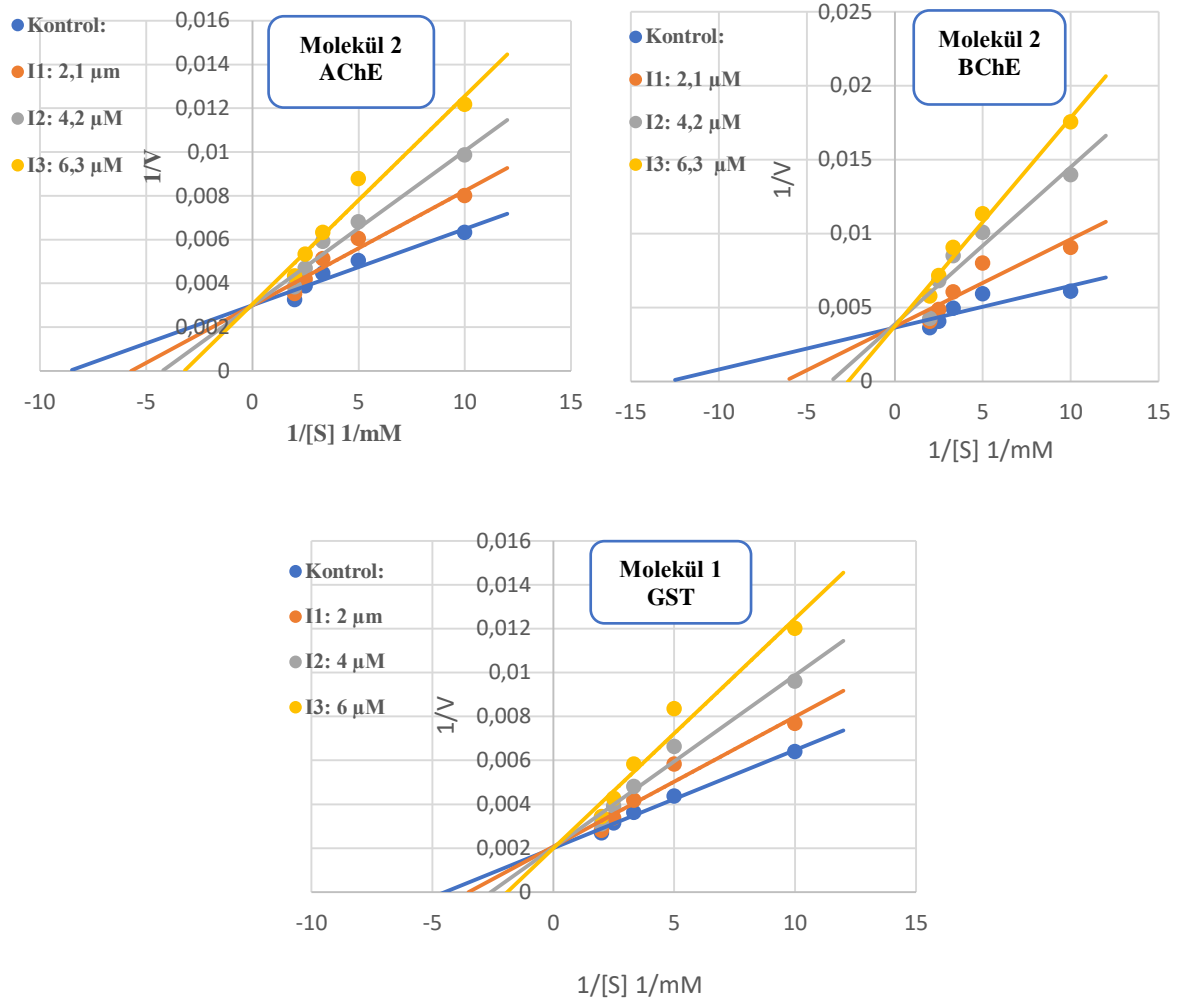 Kontrol:
I1: 2,1 µm
I2: 4,2 µM
I3: 6,3 µM
Molekül 2
AChE
1/V
0,016
0,014
0,012
0,01
0,008
0,006
0,004
0,002
0
-10
-5
0
5
10
15
1/[S] 1/mM
Kontrol:
I1: 2,1 µM
I2: 4,2 µM
I3: 6,3 µM
Molekül 2
BChE
1/V
0,025
0,02
0,015
0,01
0,005
0
-15
-10
-5
0
5
10
15
1/[S] 1/mM
Kontrol:
I1: 2 µm
I2: 4 µM
I3: 6 µM
Molekül 1
GST
1/V
0,016
0,014
0,012
0,01
0,008
0,006
0,004
0,002
0
-10
-5
0
5
10
15
1/[S] 1/mM